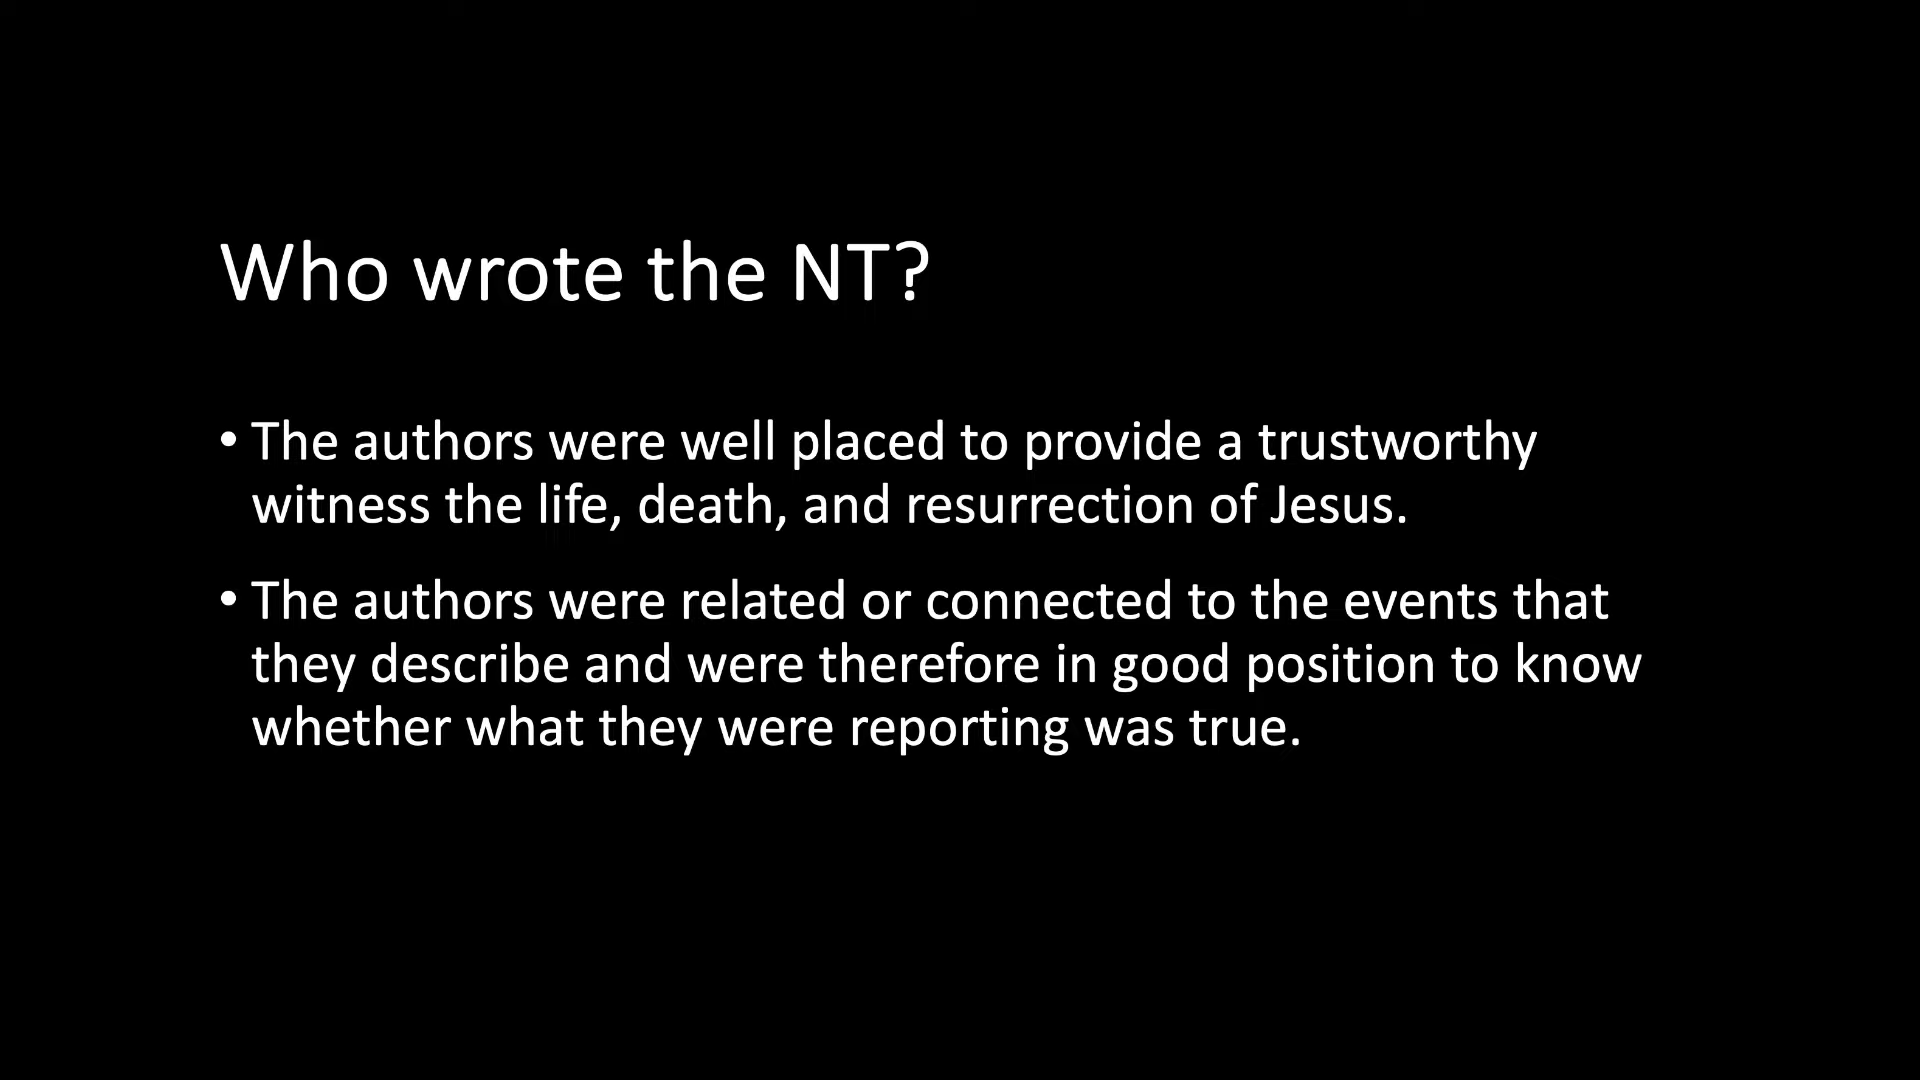 Who wrote the NT?
• The authors were well placed to provide a trustworthy
witness the life, death, and resurrection of Jesus.
• The authors were related or connected to the events that
they describe and were therefore in good position to know
whether what they were reporting was true.